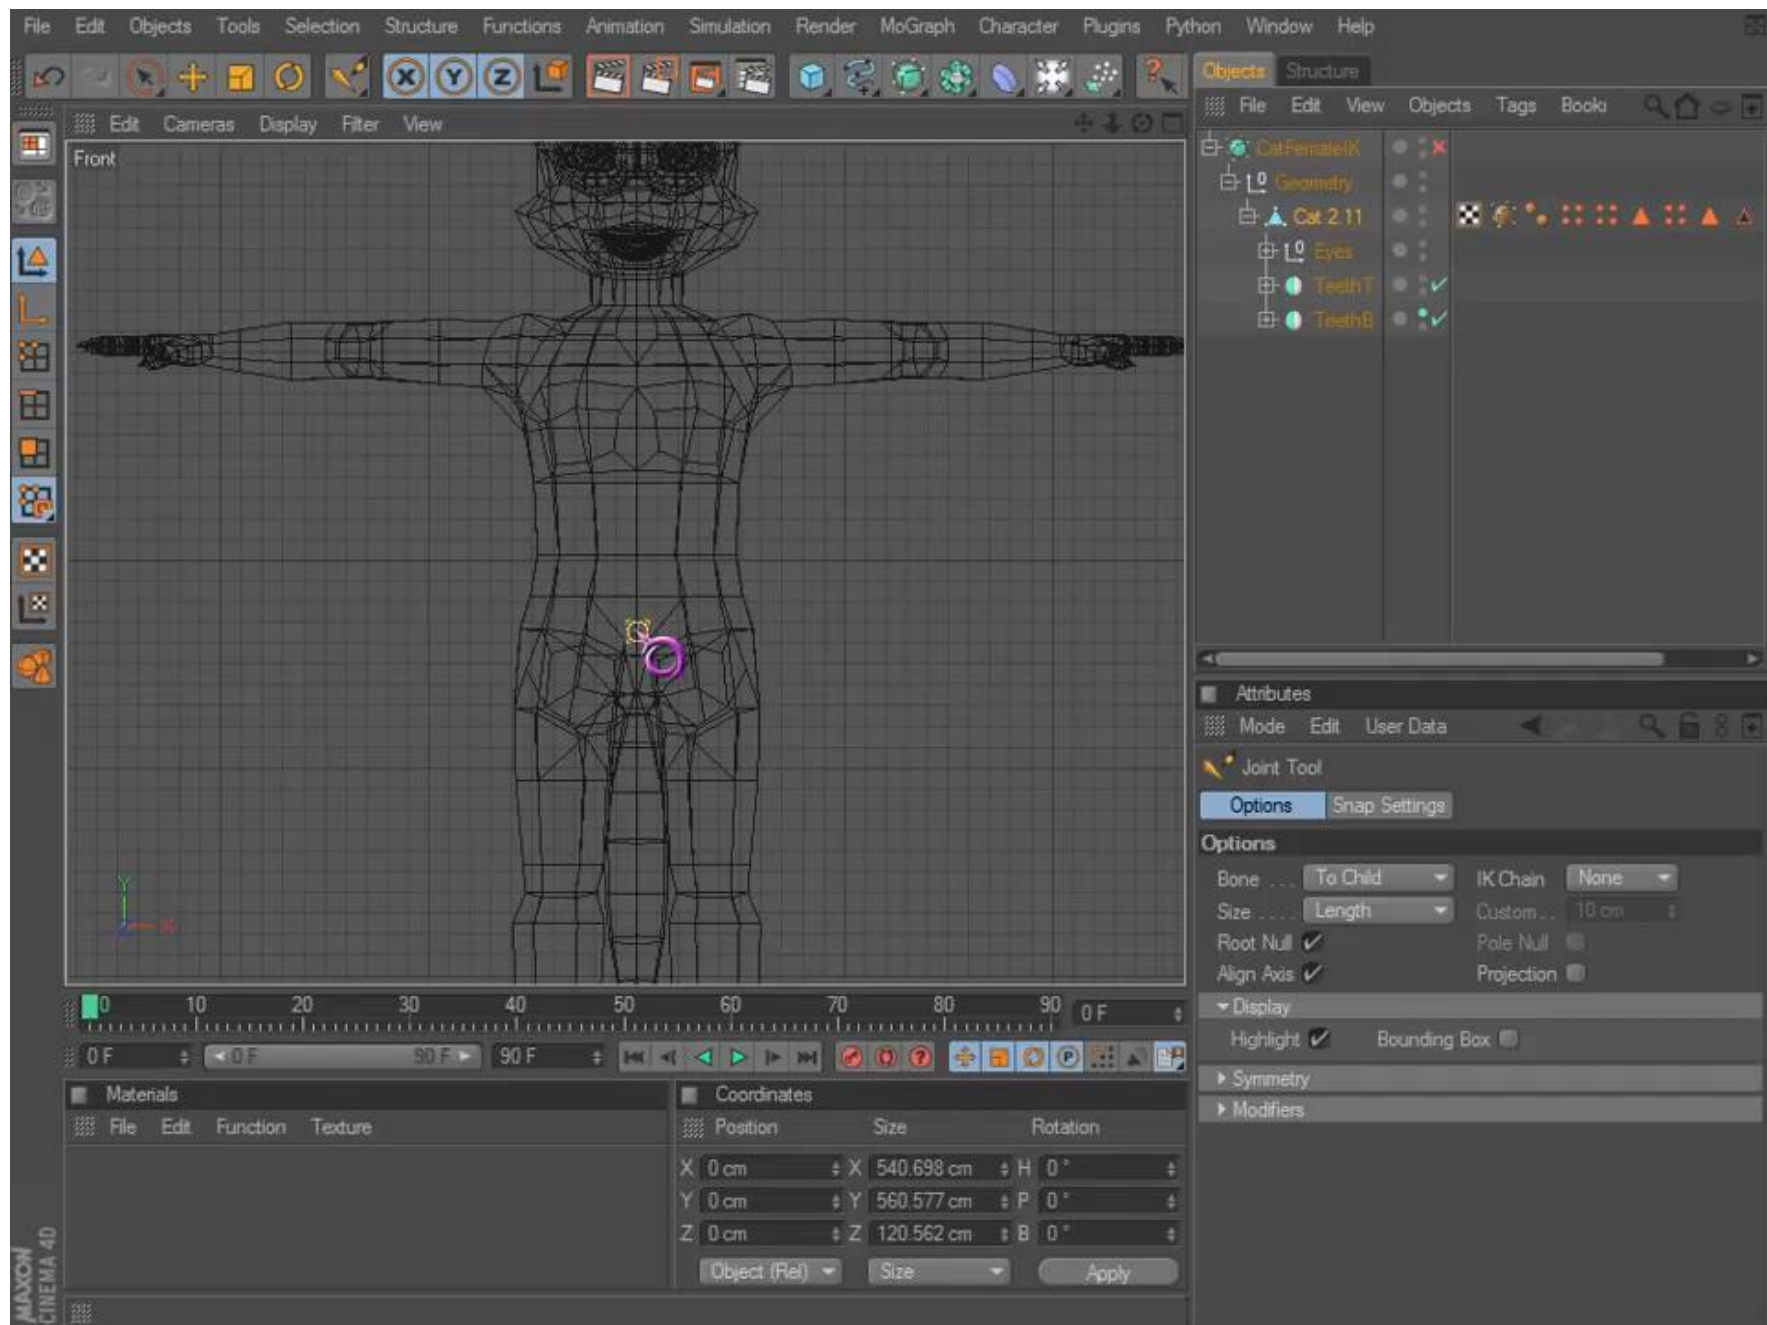 File Edit Objects Tools Selection Structure Functions Animation Simulation Render MoGraph Character Plugins Python Window Help
Objects Structure
File Edit View Objects Tags
Edit Cameras Display Filter View
Front
CatFemaleIK
Geometry
Cat 2.11
Eyes
TeethT
TeethB
Attributes
Mode Edit User Data
Joint Tool
Options Snap Settings
Options
Bone ... To Child IK Chain None
Size .... Length Custom .. 10 cm
Root Null Pole Null
Align Axis Projection
Display
Highlight Bounding Box
Symmetry
Modifiers
Y
X
0 10 20 30 40 50 60 70 80 90 0 F
0 F 0 F 90 F 90 F
Materials
File Edit Function Texture
Coordinates
Position Size Rotation
X 0 cm X 540.698 cm H 0 °
Y 0 cm Y 560.577 cm P 0 °
Z 0 cm Z 120.562 cm B 0 °
Object (Rel) Size Apply
MAXON
CINEMA 4D